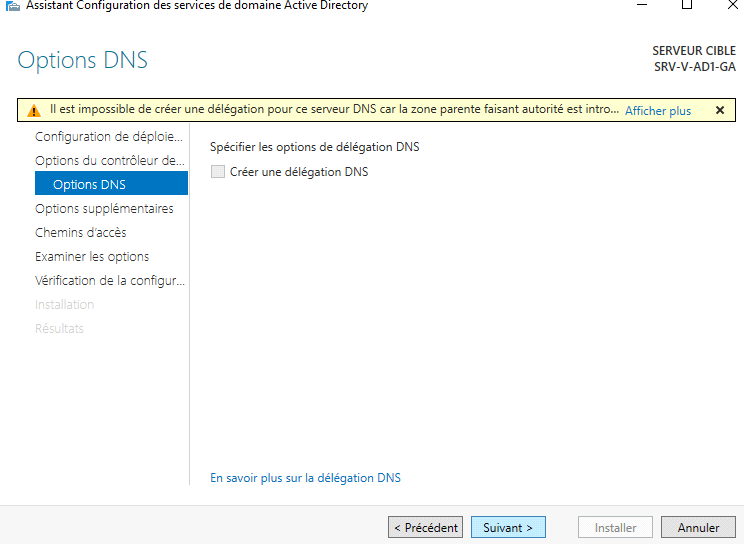 Assistant Configuration des services de domaine Active Directory
Options DNS
SERVEUR CIBLE
SRV-V-AD1-GA
Il est impossible de créer une délégation pour ce serveur DNS car la zone parente faisant autorité est intro... Afficher plus
Configuration de déploie...
Options du contrôleur de...
Options DNS
Options supplémentaires
Chemins d'accès
Examiner les options
Vérification de la configur...
Installation
Résultats
Spécifier les options de délégation DNS
Créer une délégation DNS
En savoir plus sur la délégation DNS
< Précédent Suivant > Installer Annuler